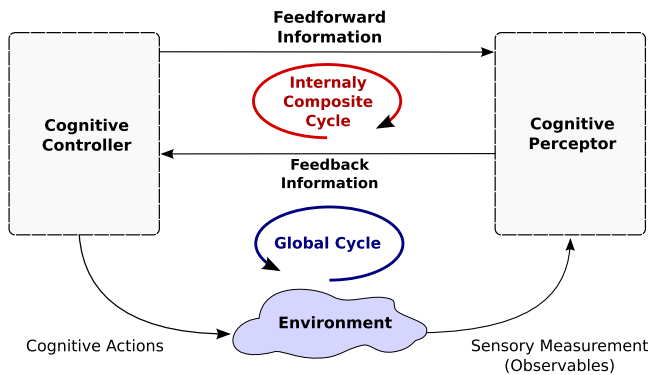 Feedforward
Information
Internaly
Composite
Cycle
Cognitive
Controller
Cognitive
Perceptor
Feedback
Information
Global Cycle
Environment
Cognitive Actions
Sensory Measurement
(Observables)